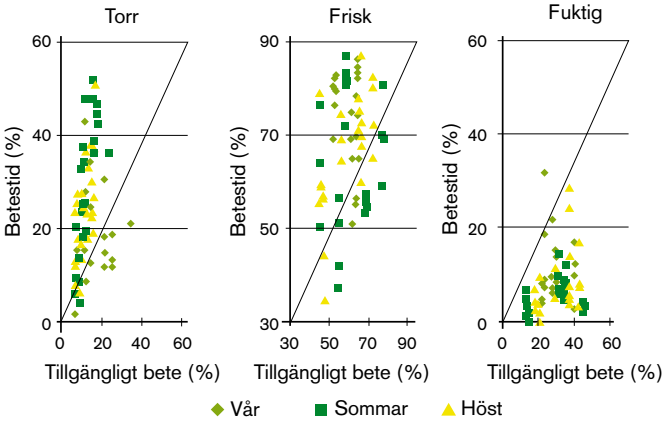 Torr
Frisk
Fuktig
Betestid (%)
60
40
20
0
0 20 40 60
Tillgängligt bete (%)
Betestid (%)
90
70
50
30
30 50 70 90
Tillgängligt bete (%)
Betestid (%)
60
40
20
0
0 20 40 60
Tillgängligt bete (%)
Vår Sommar Höst